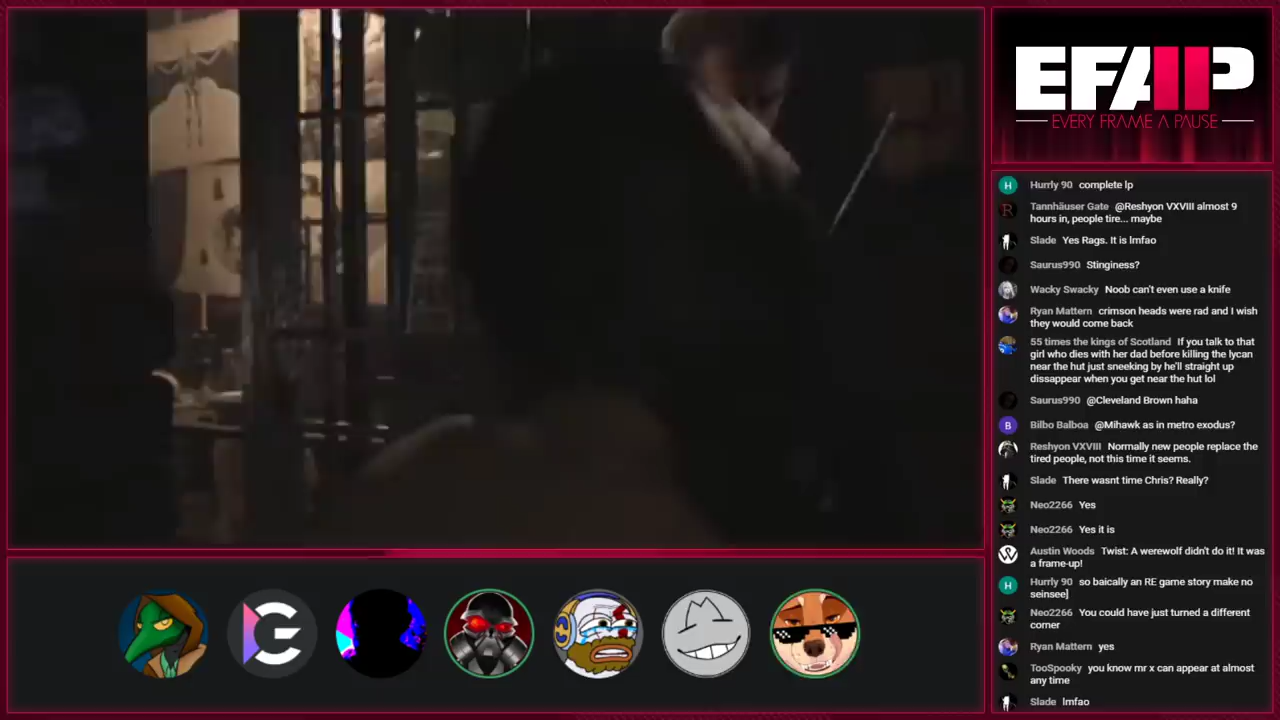 EFAP
EVERY FRAME A PAUSE
H
Hurrly 90 complete lp
R
Tannhäuser Gate @Reshyon VXVIII almost 9
hours in, people tire... maybe
Slade Yes Rags. It is lmfao
Saurus990 Stinginess?
Wacky Swacky Noob can't even use a knife
Ryan Mattern crimson heads were rad and I wish
they would come back
55 times the kings of Scotland If you talk to that
girl who dies with her dad before killing the lycan
near the hut just sneeking by he'll straight up
dissappear when you get near the hut lol
Saurus990 @Cleveland Brown haha
B
Bilbo Balboa @Mihawk as in metro exodus?
Reshyon VXVIII Normally new people replace the
tired people, not this time it seems.
Slade There wasnt time Chris? Really?
Neo2266 Yes
Neo2266 Yes it is
W
Austin Woods Twist: A werewolf didn't do it! It was
a frame-up!
H
Hurrly 90 so baically an RE game story make no
seinsee]
Neo2266 You could have just turned a different
corner
Ryan Mattern yes
TooSpooky you know mr x can appear at almost
any time
Slade lmfao